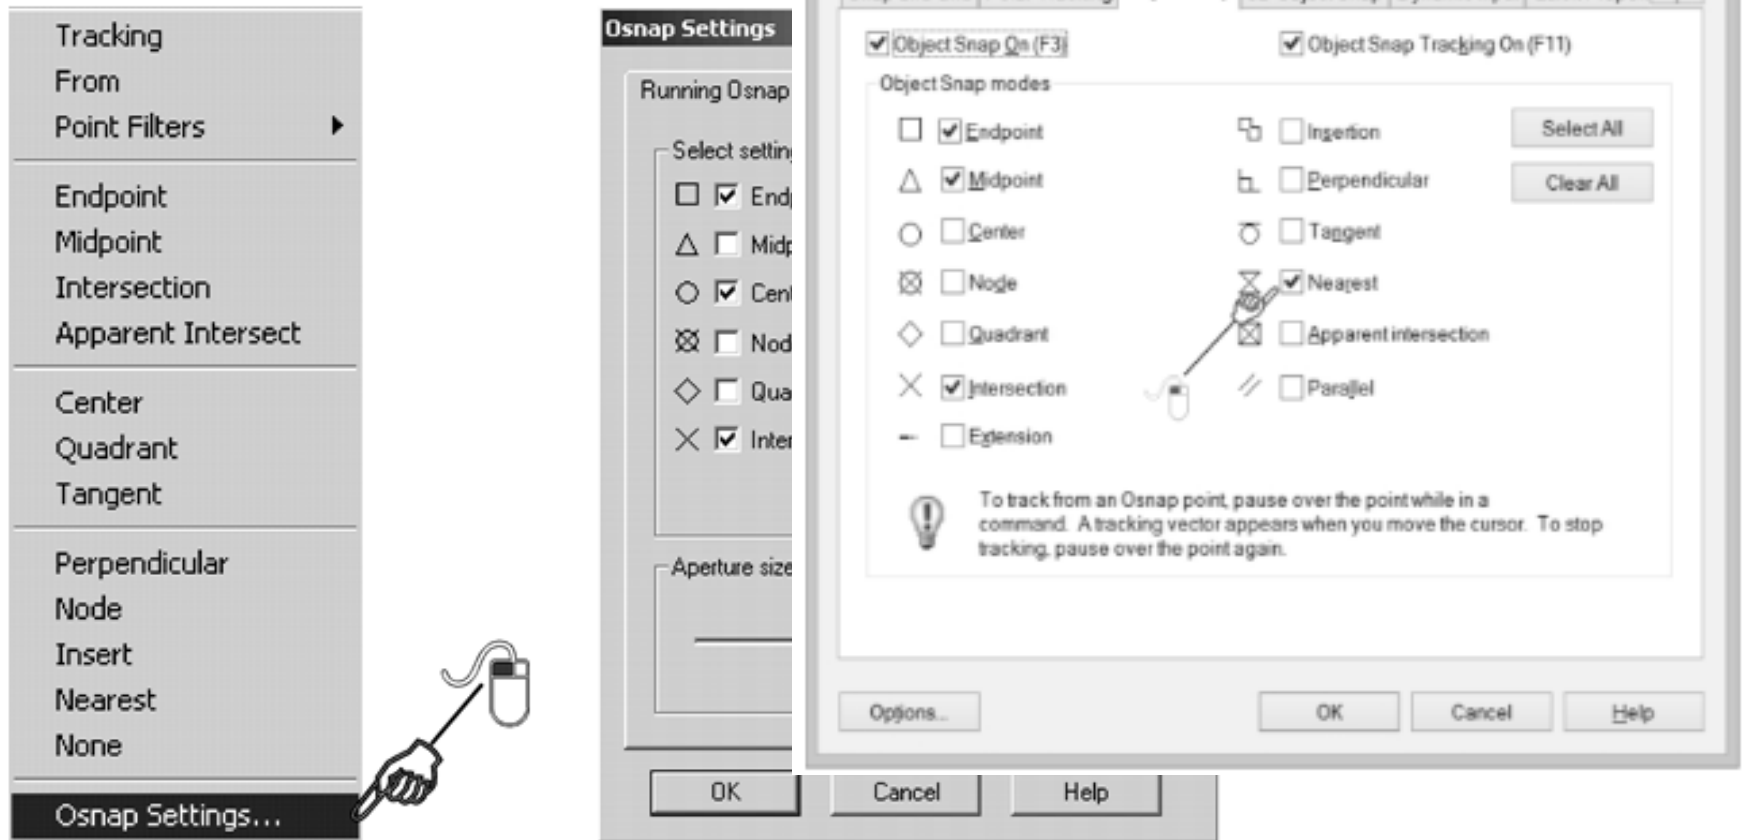 Tracking
From
Point Filters
Endpoint
Midpoint
Intersection
Apparent Intersect
Center
Quadrant
Tangent
Perpendicular
Node
Insert
Nearest
None
Osnap Settings...
Osnap Settings
Running Osnap
Select settin
End
Mid
Cen
Nod
Qua
Inter
Aperture size
OK Cancel Help
Object Snap On (F3)
Object Snap Tracking On (F11)
Object Snap modes
Endpoint
Midpoint
Center
Node
Quadrant
Intersection
Extension
Insertion
Perpendicular
Tangent
Nearest
Apparent intersection
Parallel
Select All
Clear All
To track from an Osnap point, pause over the point while in a
command. A tracking vector appears when you move the cursor. To stop
tracking, pause over the point again.
Options...
OK Cancel Help